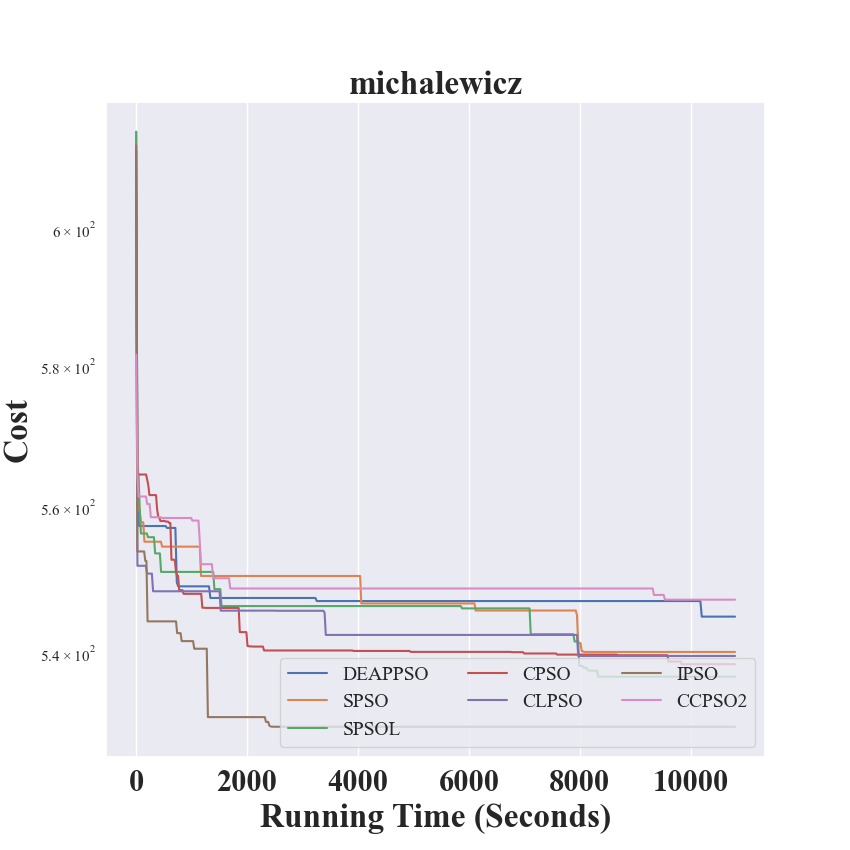 michalewicz
6 × 10²
5.8 × 10²
5.6 × 10²
5.4 × 10²
Cost
DEAPPSO CPSO IPSO
SPSO CLPSO CCPSO2
SPSOL
0 2000 4000 6000 8000 10000
Running Time (Seconds)